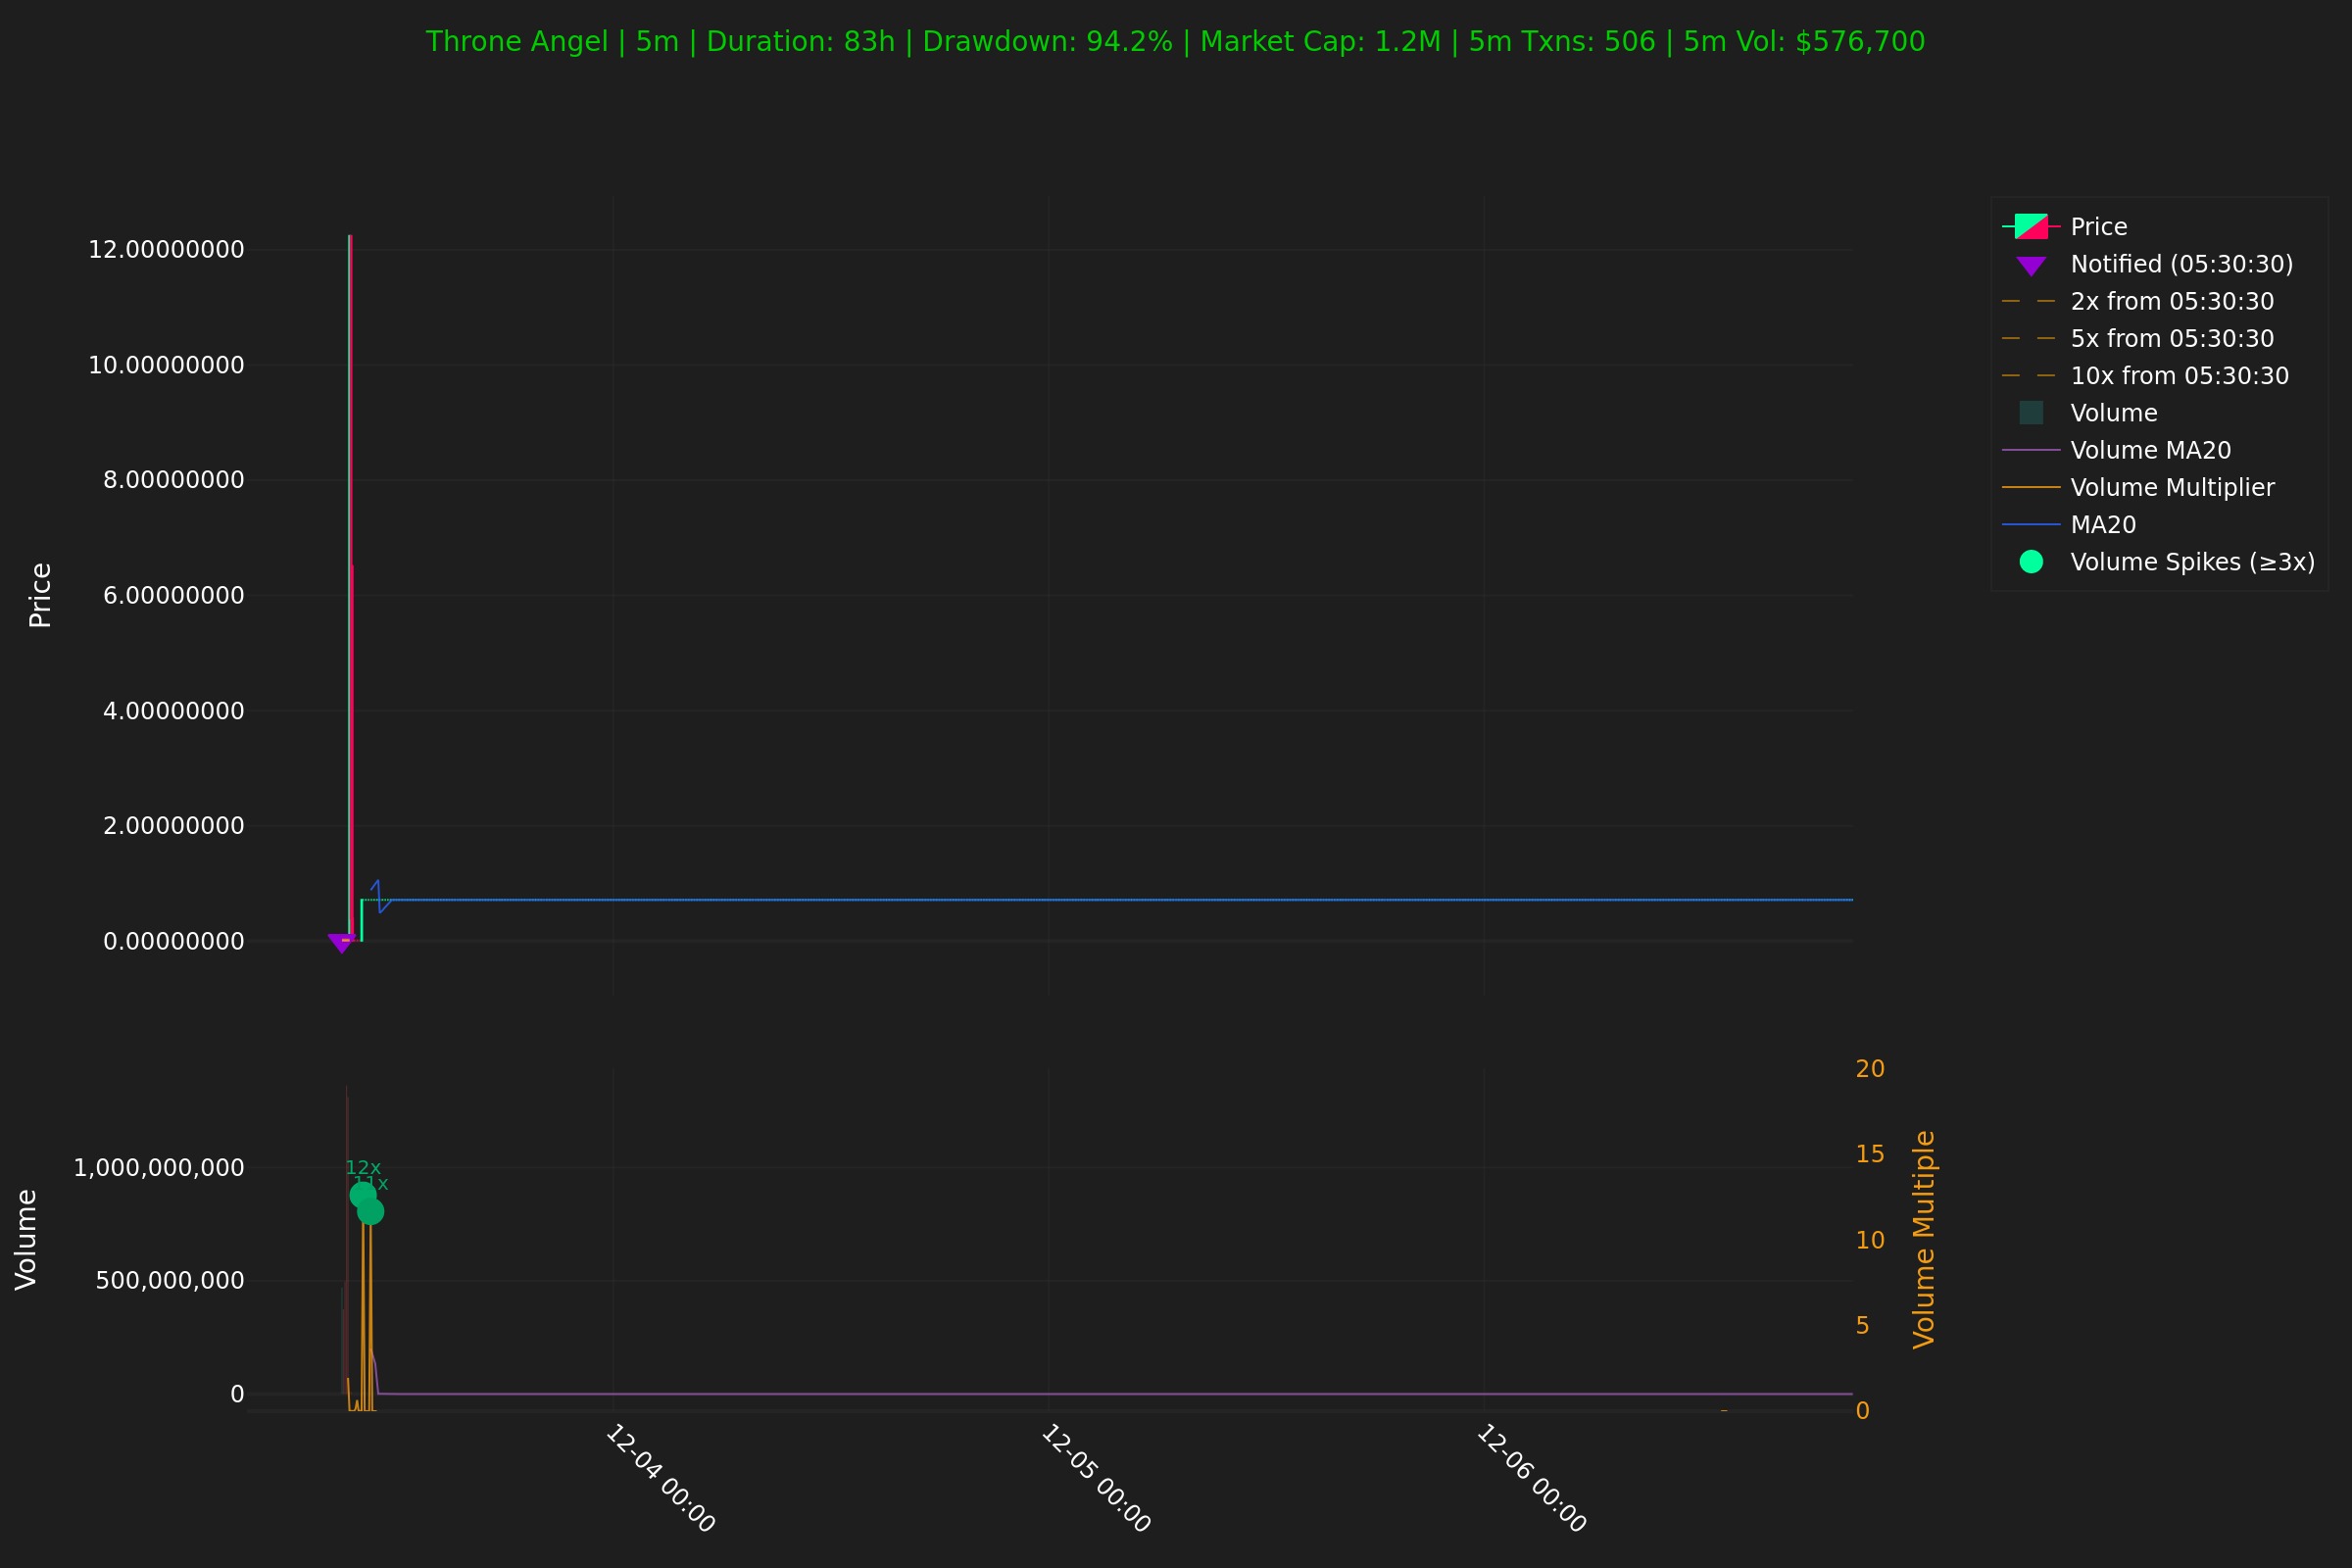 Throne Angel | 5m | Duration: 83h | Drawdown: 94.2% | Market Cap: 1.2M | 5m Txns: 506 | 5m Vol: $576,700
Price
12.00000000
10.00000000
8.00000000
6.00000000
4.00000000
2.00000000
0.00000000
Price
Notified (05:30:30)
2x from 05:30:30
5x from 05:30:30
10x from 05:30:30
Volume
Volume MA20
Volume Multiplier
MA20
Volume Spikes (≥3x)
Volume
1,000,000,000
500,000,000
0
12x
11x
20
15
10
5
0
Volume Multiple
12-04 00:00
12-05 00:00
12-06 00:00